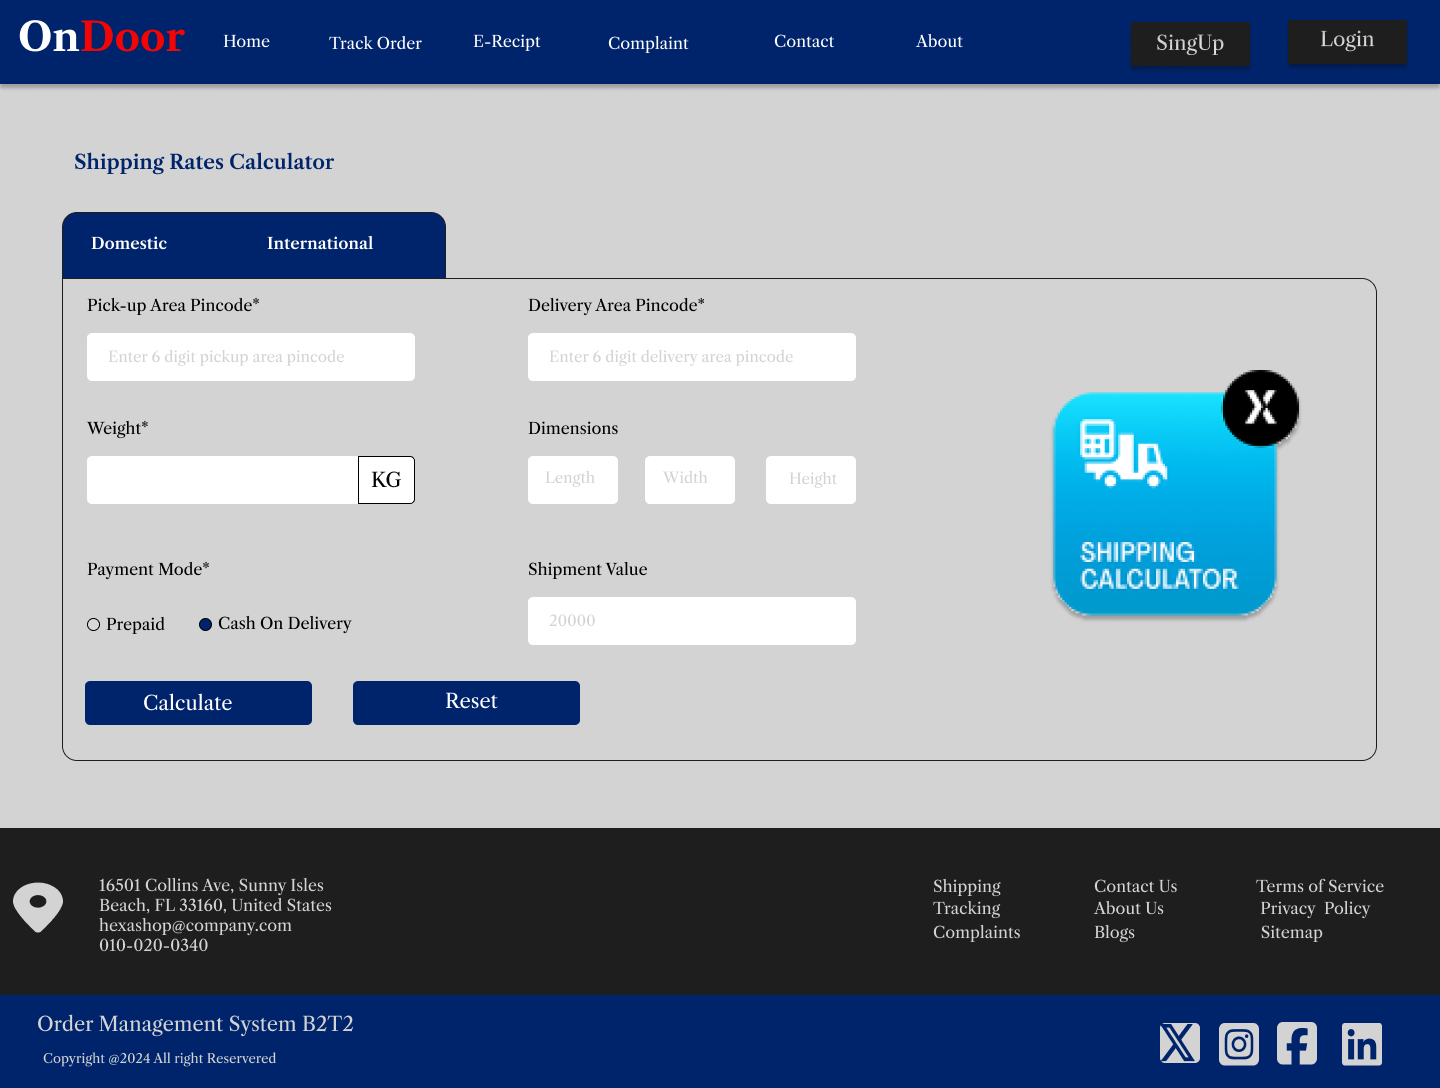 OnDoor
Home
Track Order
E-Recipt
Complaint
Contact
About
SingUp
Login
Shipping Rates Calculator
Domestic
International
Pick-up Area Pincode*
Delivery Area Pincode*
Enter 6 digit pickup area pincode
Enter 6 digit delivery area pincode
Weight*
Dimensions
KG
Length
Width
Height
X
SHIPPING
CALCULATOR
Payment Mode*
Shipment Value
Prepaid
Cash On Delivery
20000
Calculate
Reset
16501 Collins Ave, Sunny Isles
Beach, FL 33160, United States
hexashop@company.com
010-020-0340
Shipping
Tracking
Complaints
Contact Us
About Us
Blogs
Terms of Service
Privacy  Policy
Sitemap
Order Management System B2T2
Copyright @2024 All right Reservered